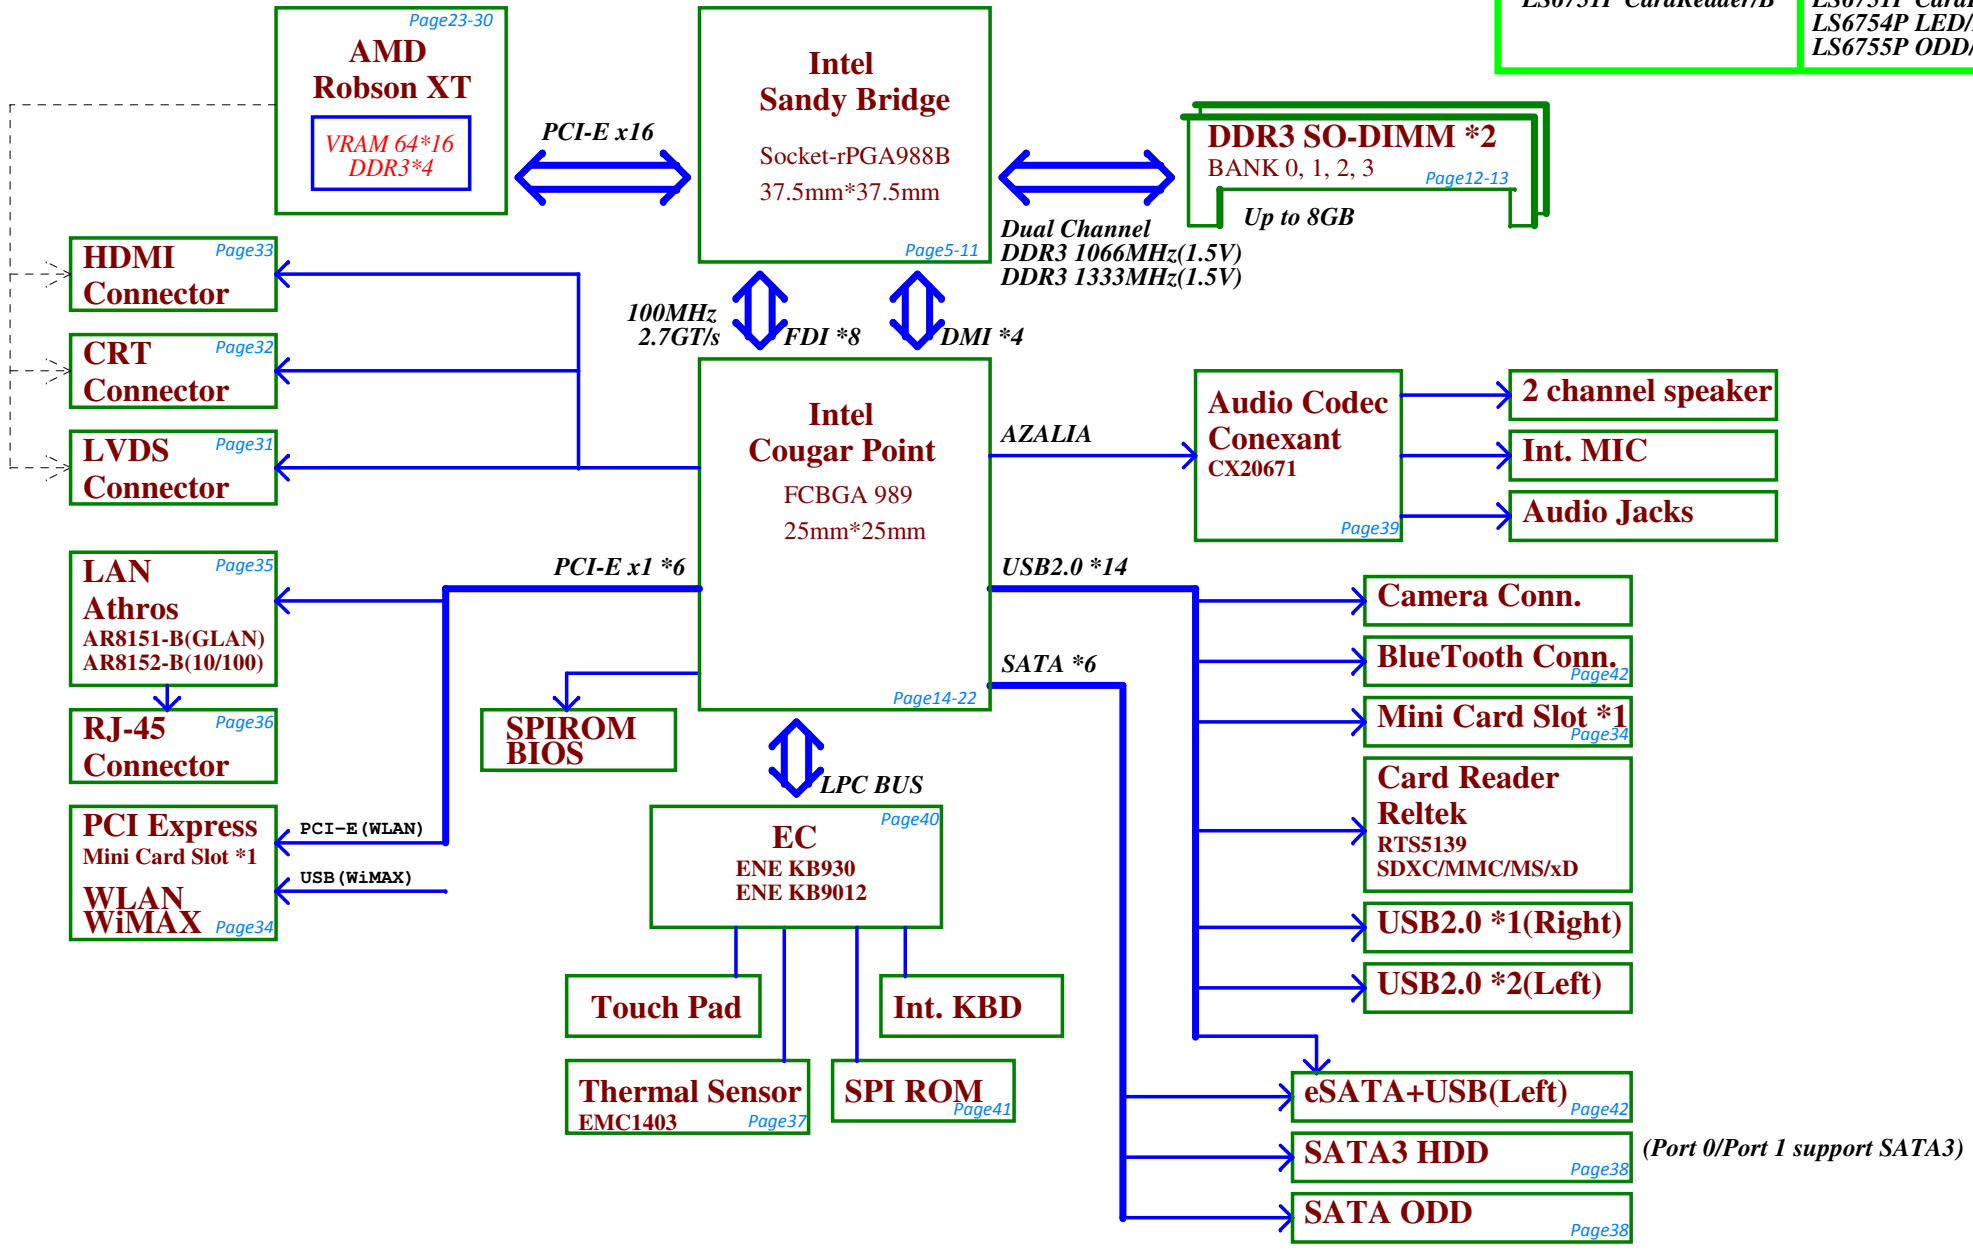 Page23-30
AMD
Robson XT
VRAM 64*16
DDR3*4
PCI-E x16
Intel
Sandy Bridge
Socket-rPGA988B
37.5mm*37.5mm
Page5-11
LS6754P LED/
LS6755P ODD/
DDR3 SO-DIMM *2
BANK 0, 1, 2, 3
Page12-13
Up to 8GB
Dual Channel
DDR3 1066MHz(1.5V)
DDR3 1333MHz(1.5V)
HDMI
Connector
Page33
CRT
Connector
Page32
LVDS
Connector
Page31
100MHz
2.7GT/s
FDI *8
DMI *4
Intel
Cougar Point
FCBGA 989
25mm*25mm
Page14-22
AZALIA
Audio Codec
Conexant
CX20671
Page39
2 channel speaker
Int. MIC
Audio Jacks
LAN
Athros
AR8151-B(GLAN)
AR8152-B(10/100)
Page35
RJ-45
Connector
Page36
PCI Express
Mini Card Slot *1
WLAN
WiMAX
Page34
PCI-E x1 *6
PCI-E(WLAN)
USB(WiMAX)
SPIROM
BIOS
LPC BUS
EC
ENE KB930
ENE KB9012
Page40
Touch Pad
Int. KBD
Thermal Sensor
EMC1403
Page37
SPI ROM
Page41
USB2.0 *14
SATA *6
Camera Conn.
BlueTooth Conn.
Page42
Mini Card Slot *1
Page34
Card Reader
Reltek
RTS5139
SDXC/MMC/MS/xD
USB2.0 *1(Right)
USB2.0 *2(Left)
eSATA+USB(Left)
Page42
SATA3 HDD
Page38
(Port 0/Port 1 support SATA3)
SATA ODD
Page38